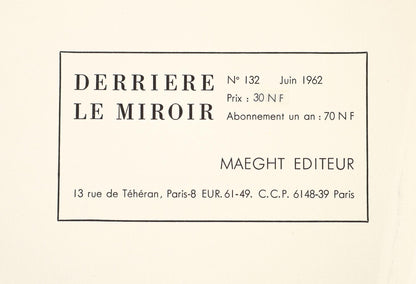 DERRIERE
LE MIROIR
N° 132 Juin 1962
Prix : 30 N F
Abonnement un an : 70 N F
MAEGHT EDITEUR
13 rue de Téhéran, Paris-8 EUR. 61-49. C.C.P. 6148-39 Paris